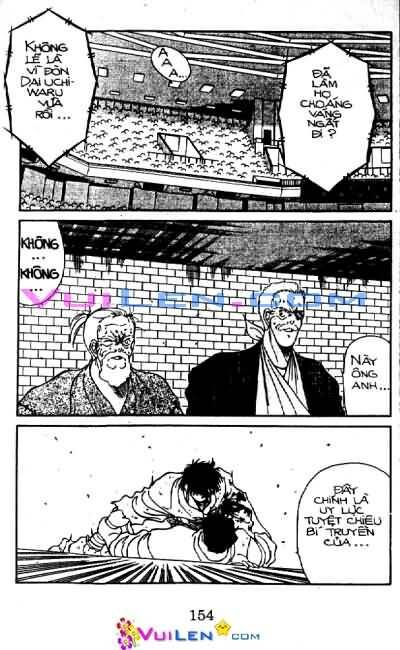 KHÔNG
LẼ LÀ
VÌ ĐÒN
DAI UCHI-
WARU
VỪA
RỒI...
A
A
A...
ĐÃ
LÀM
HỌ
CHOÁNG
VÁNG
NGẤT
ĐI?
KHÔNG
...
KHÔNG
...
VUILEN.COM
NÀY
ÔNG
ANH...
ĐÂY
CHÍNH LÀ
UY LỰC
TUYỆT CHIÊU
BÍ TRUYỀN
CỦA...
154
VUILEN.COM